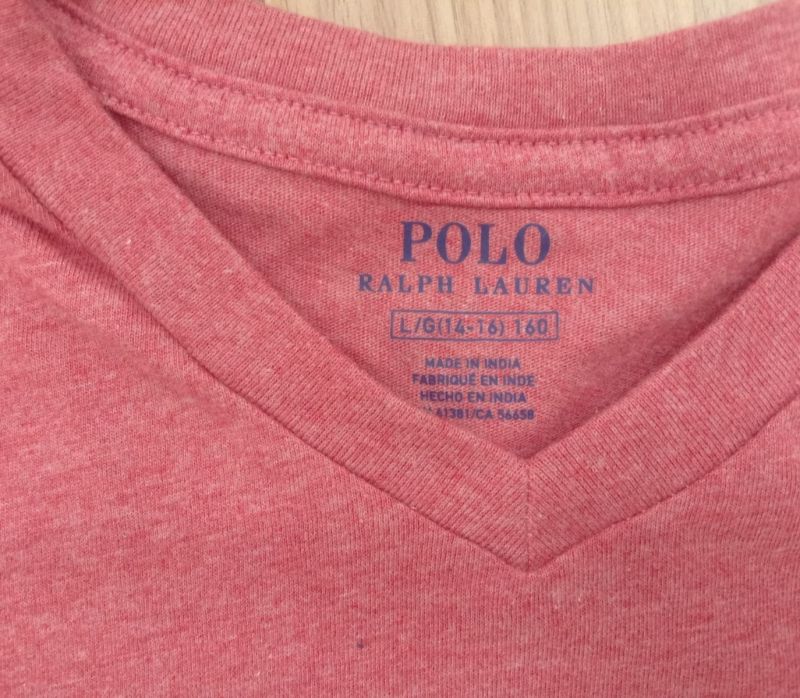 POLO
RALPH LAUREN
L/G(14-16) 160
MADE IN INDIA
FABRIQUÉ EN INDE
HECHO EN INDIA
41381/CA 56658